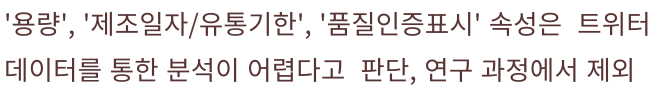 '용량', '제조일자/유통기한', '품질인증표시' 속성은  트위터
데이터를 통한 분석이 어렵다고  판단, 연구 과정에서 제외